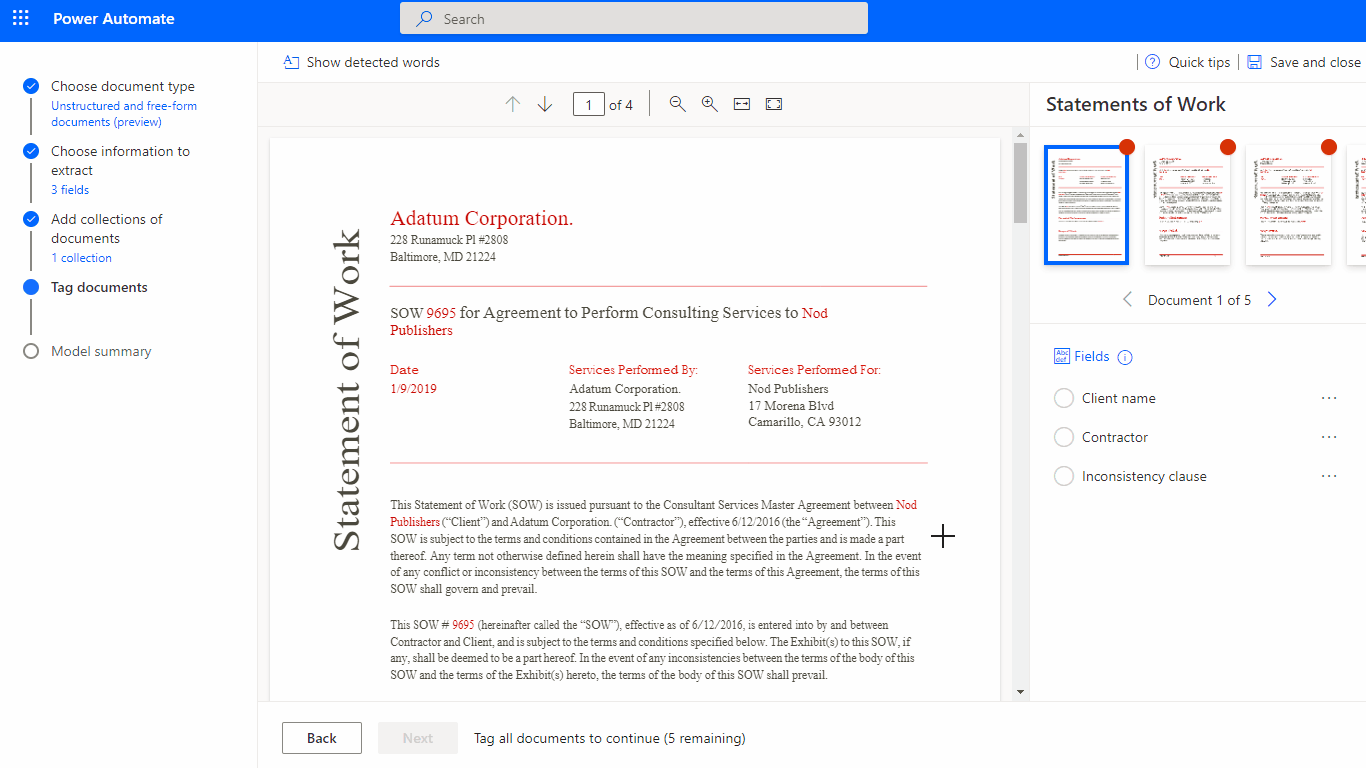 Power Automate
Search
Choose document type
Unstructured and free-form
documents (preview)
Choose information to
extract
3 fields
Add collections of
documents
1 collection
Tag documents
Model summary
Show detected words
Quick tips
Save and close
1 of 4
Statement of Work
Adatum Corporation.
228 Runamuck Pl #2808
Baltimore, MD 21224
SOW 9695 for Agreement to Perform Consulting Services to Nod
Publishers
Date
1/9/2019
Services Performed By:
Adatum Corporation.
228 Runamuck Pl #2808
Baltimore, MD 21224
Services Performed For:
Nod Publishers
17 Morena Blvd
Camarillo, CA 93012
This Statement of Work (SOW) is issued pursuant to the Consultant Services Master Agreement between Nod
Publishers (“Client”) and Adatum Corporation. (“Contractor”), effective 6/12/2016 (the “Agreement”). This
SOW is subject to the terms and conditions contained in the Agreement between the parties and is made a part
thereof. Any term not otherwise defined herein shall have the meaning specified in the Agreement. In the event
of any conflict or inconsistency between the terms of this SOW and the terms of this Agreement, the terms of this
SOW shall govern and prevail.
This SOW # 9695 (hereinafter called the “SOW”), effective as of 6/12/2016, is entered into by and between
Contractor and Client, and is subject to the terms and conditions specified below. The Exhibit(s) to this SOW, if
any, shall be deemed to be a part hereof. In the event of any inconsistencies between the terms of the body of this
SOW and the terms of the Exhibit(s) hereto, the terms of the body of this SOW shall prevail.
Statements of Work
Document 1 of 5
Abc
def
Fields
Client name
Contractor
Inconsistency clause
Back
Next
Tag all documents to continue (5 remaining)